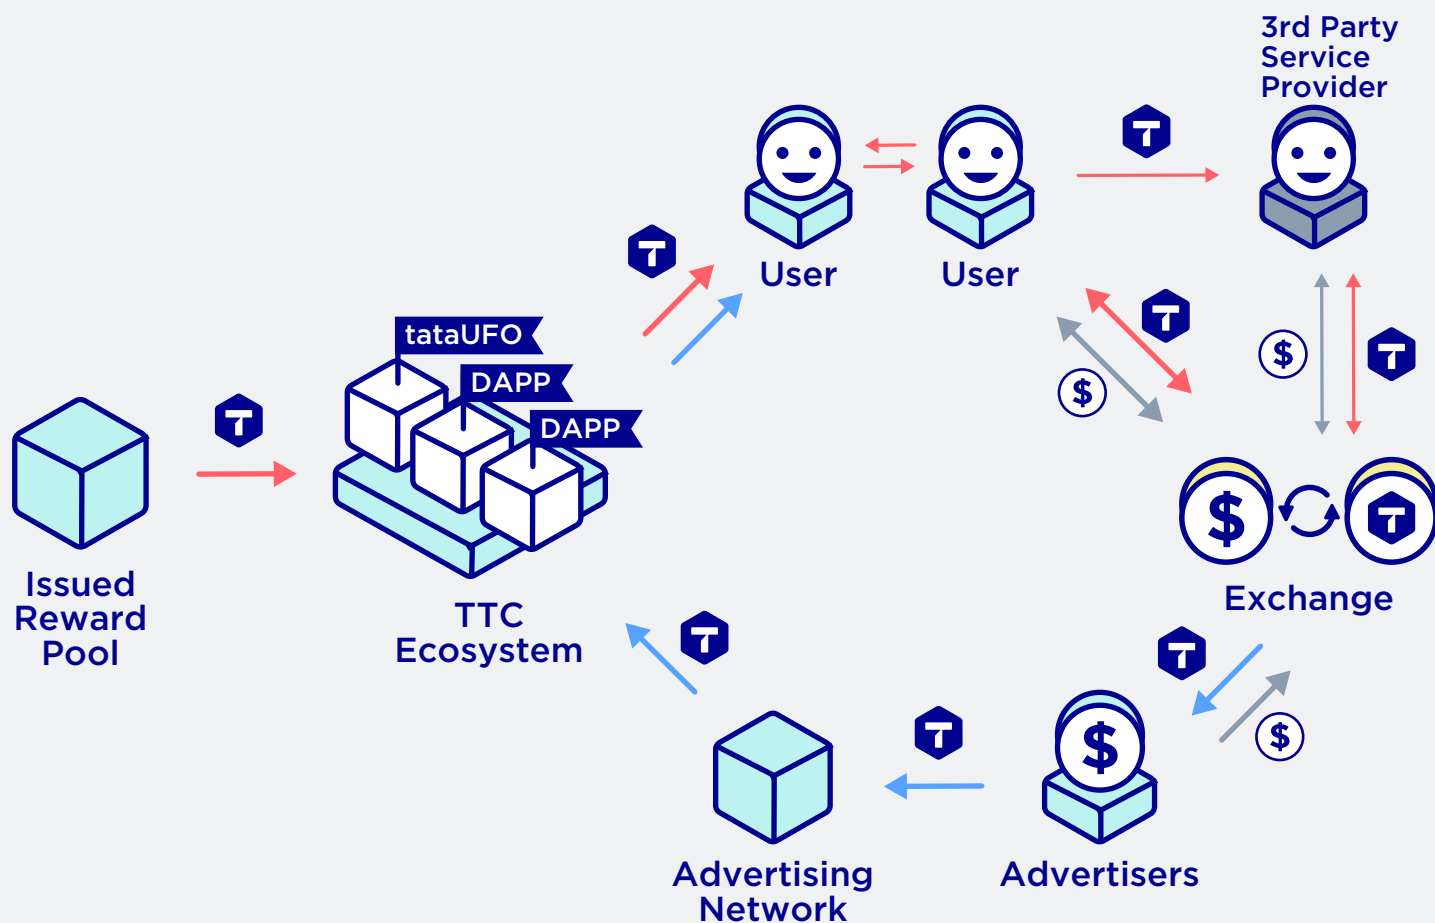 3rd Party
Service
Provider
User
User
tataUFO
DAPP
DAPP
$
$
$
Issued
Reward
Pool
TTC
Ecosystem
Exchange
$
$
Advertising
Network
Advertisers